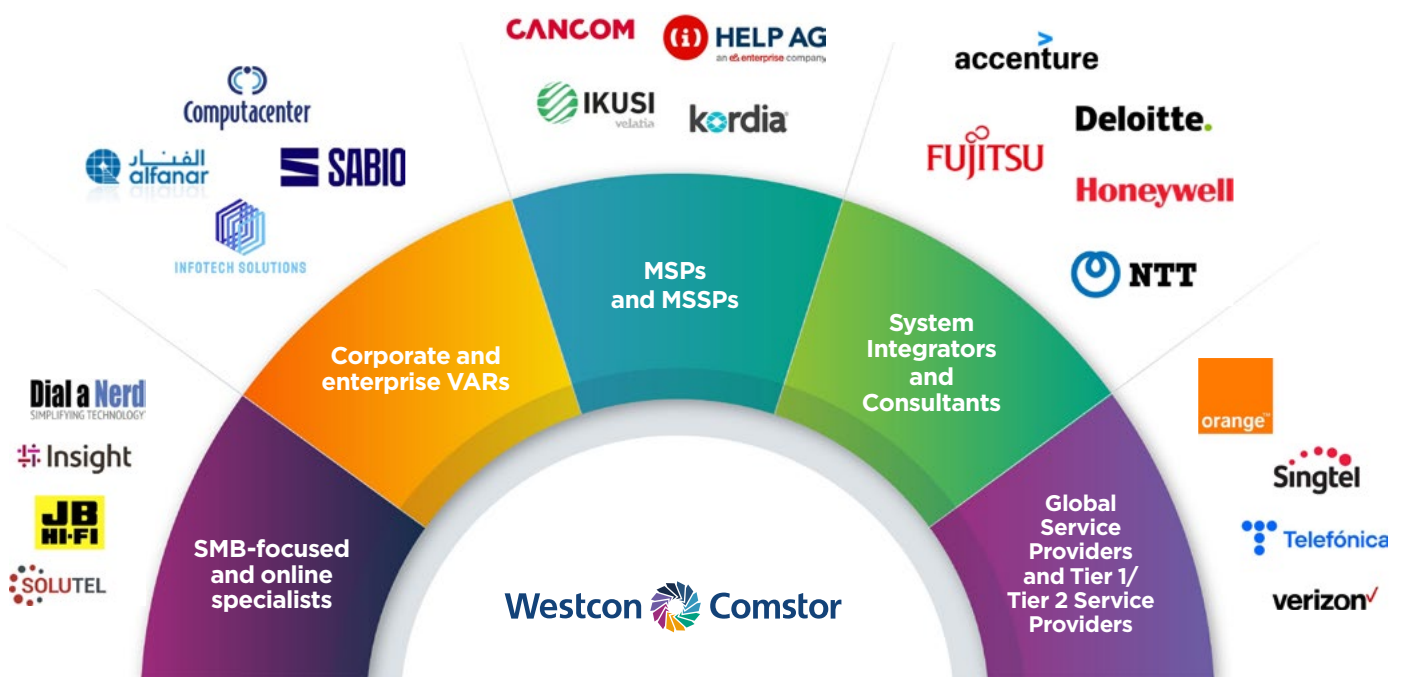 CANCOM
(i) HELP AG
an e& enterprise company
IKUSI
velatia
kordia
accenture
Deloitte.
FUJITSU
Honeywell
NTT
Computacenter
الفنار
alfanar
SABIO
INFOTECH SOLUTIONS
MSPs
and MSSPs
System
Integrators
and
Consultants
Corporate and
enterprise VARs
Dial a Nerd
SIMPLIFYING TECHNOLOGY
Insight
JB
HI-FI
SOLUTEL
SMB-focused
and online
specialists
Global
Service
Providers
and Tier 1/
Tier 2 Service
Providers
orange™
Singtel
Telefónica
verizon✓
Westcon Comstor